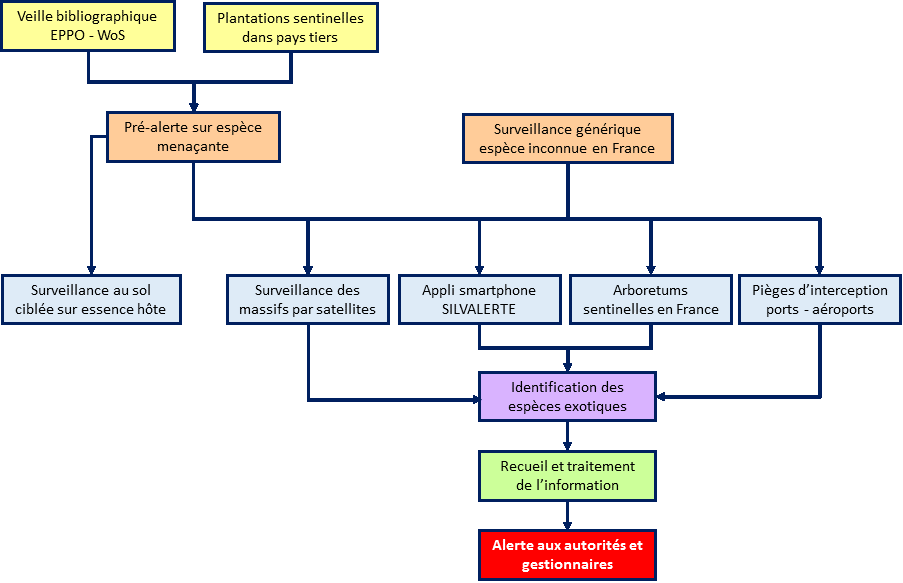 Veille bibliographique
EPPO - WoS
Plantations sentinelles
dans pays tiers
Pré-alerte sur espèce
menaçante
Surveillance générique
espèce inconnue en France
Surveillance au sol
ciblée sur essence hôte
Surveillance des
massifs par satellites
Appli smartphone
SILVALERTE
Arboretums
sentinelles en France
Pièges d’interception
ports - aéroports
Identification des
espèces exotiques
Recueil et traitement
de l’information
Alerte aux autorités et
gestionnaires